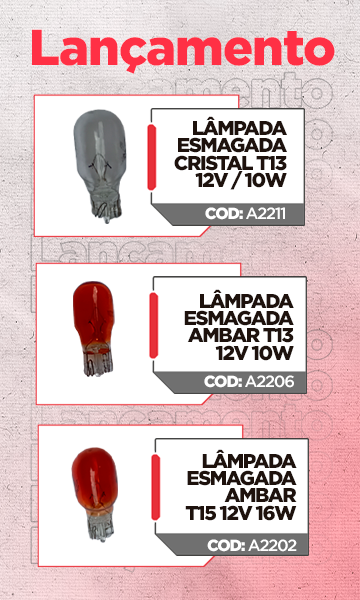 Lançamento
LÂMPADA
ESMAGADA
CRISTAL T13
12V / 10W
COD: A2211
LÂMPADA
ESMAGADA
AMBAR T13
12V 10W
COD: A2206
LÂMPADA
ESMAGADA
AMBAR
T15 12V 16W
COD: A2202